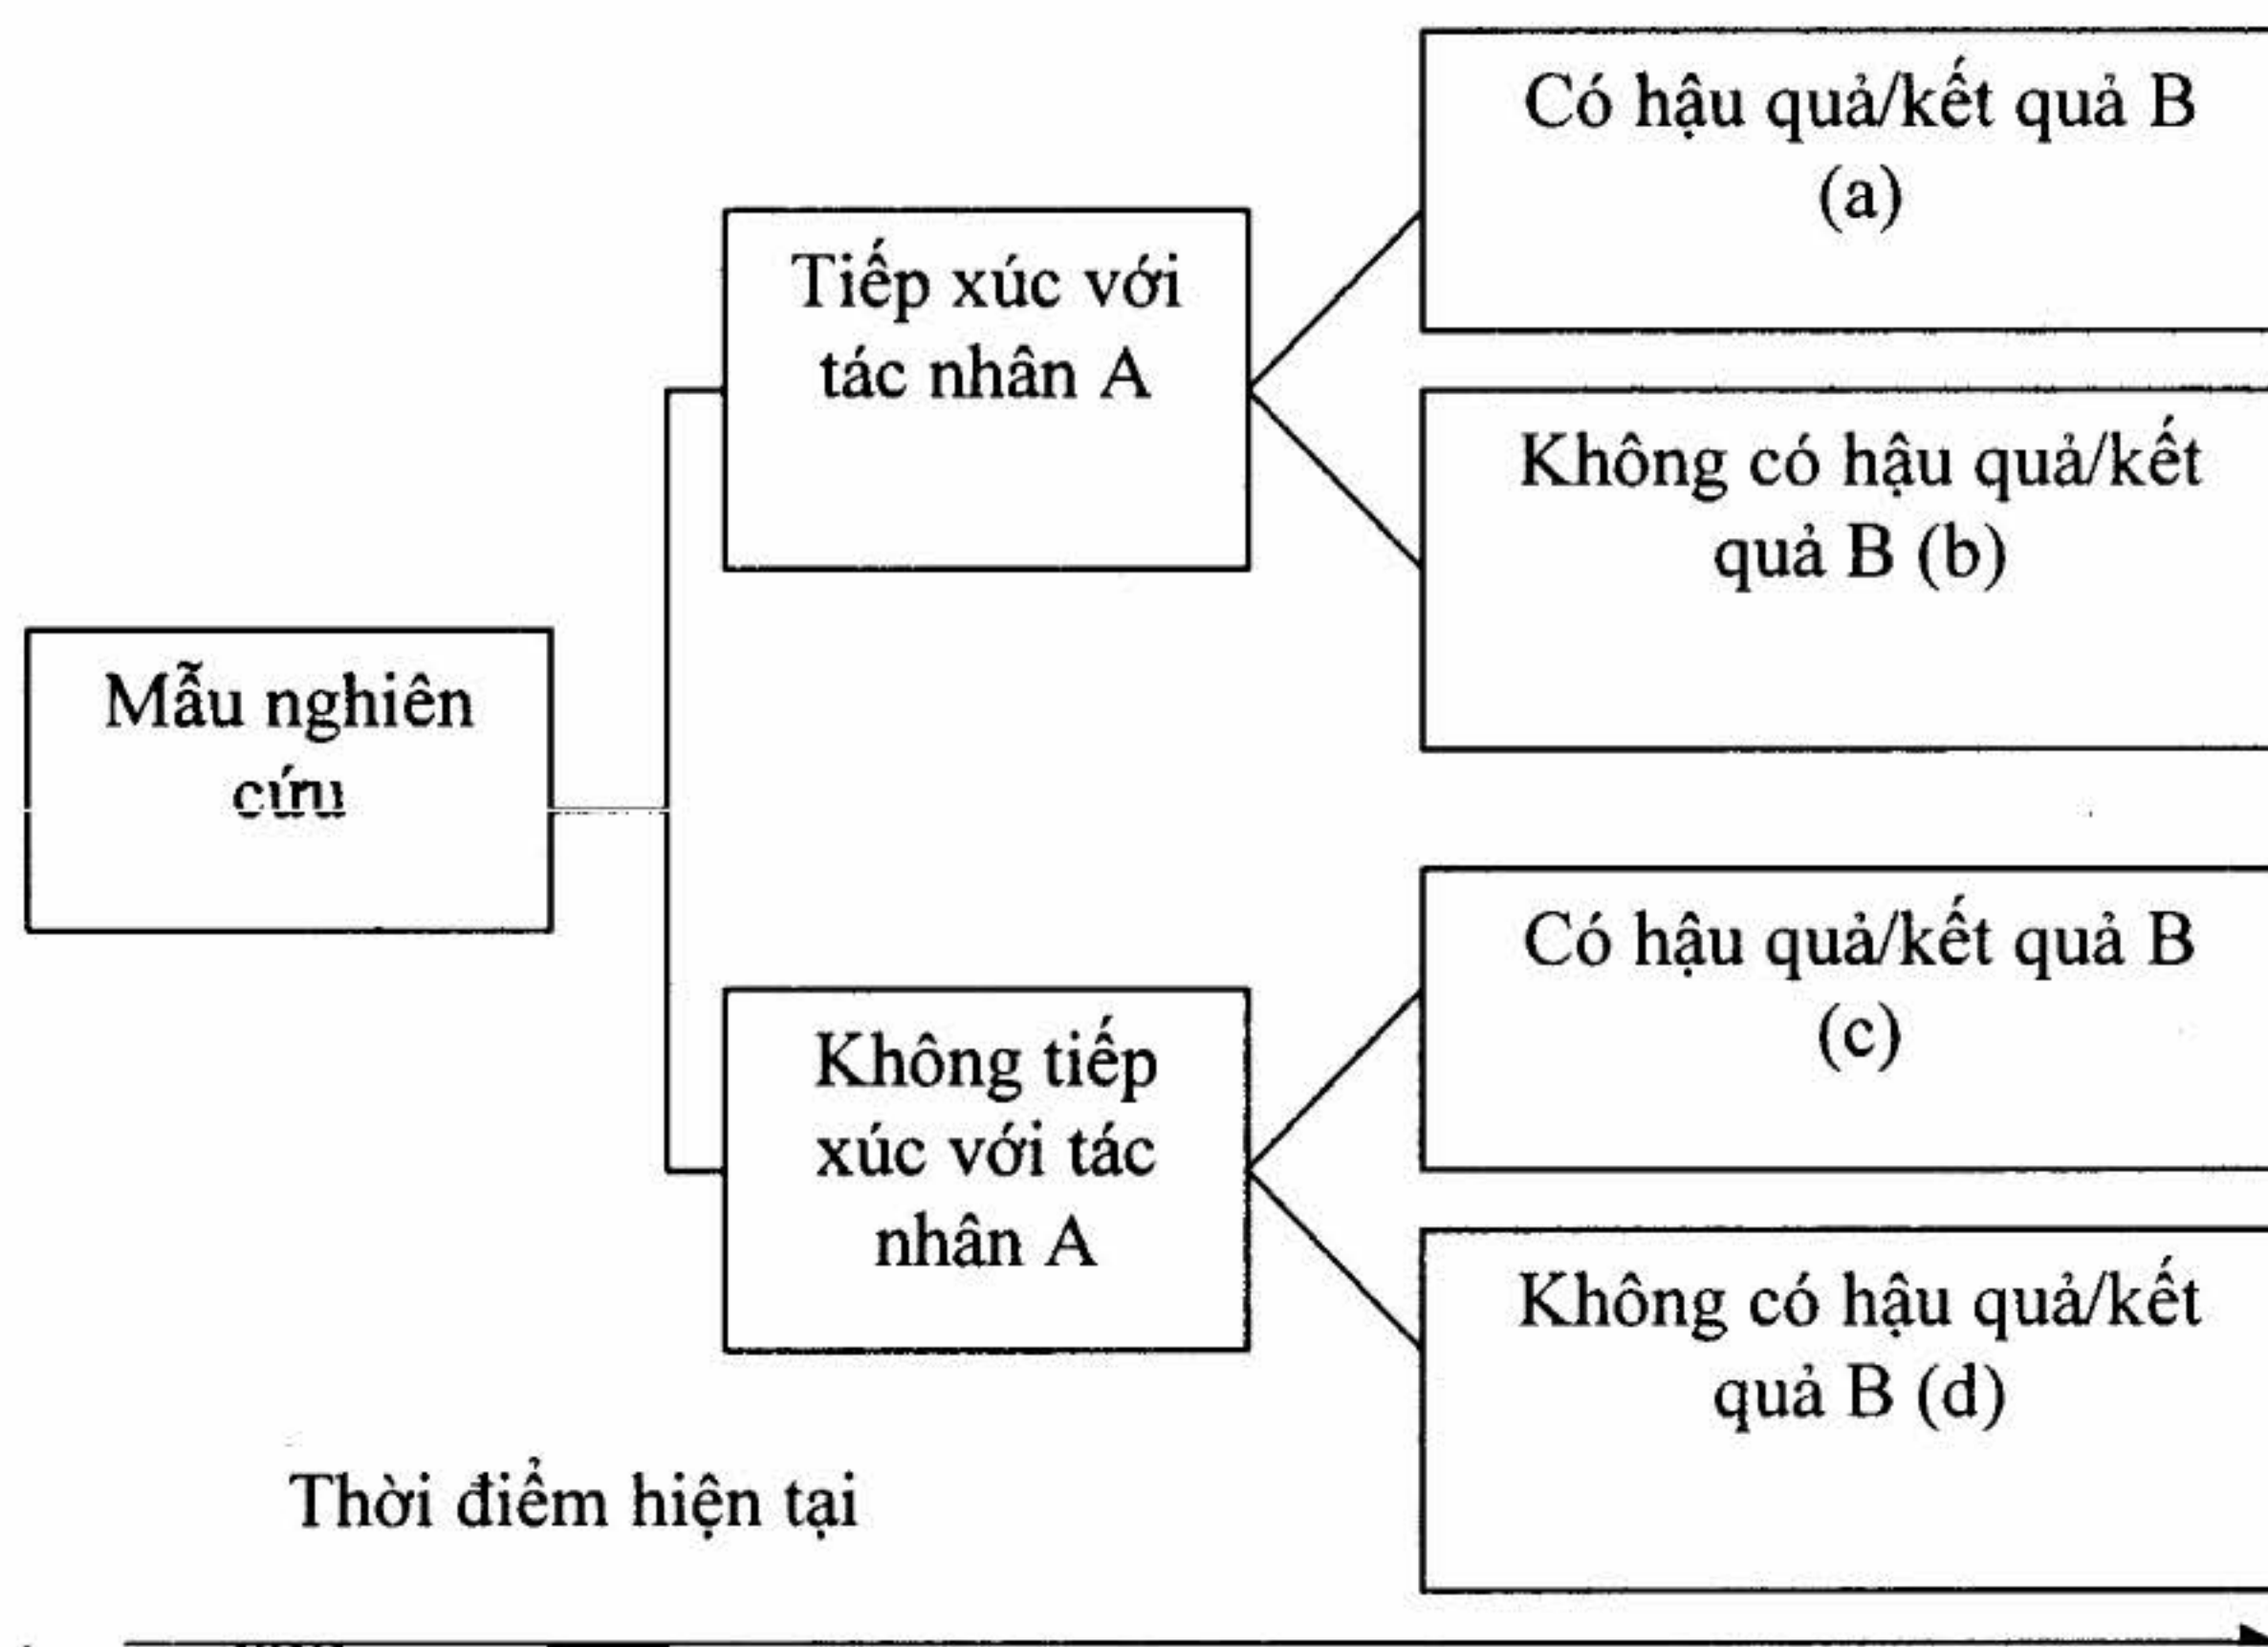 Có hậu quả/kết quả B
(a)
Tiếp xúc với
tác nhân A
Không có hậu quả/kết
quả B (b)
Mẫu nghiên
cứu
Có hậu quả/kết quả B
(c)
Không tiếp
xúc với tác
nhân A
Không có hậu quả/kết
quả B (d)
Thời điểm hiện tại